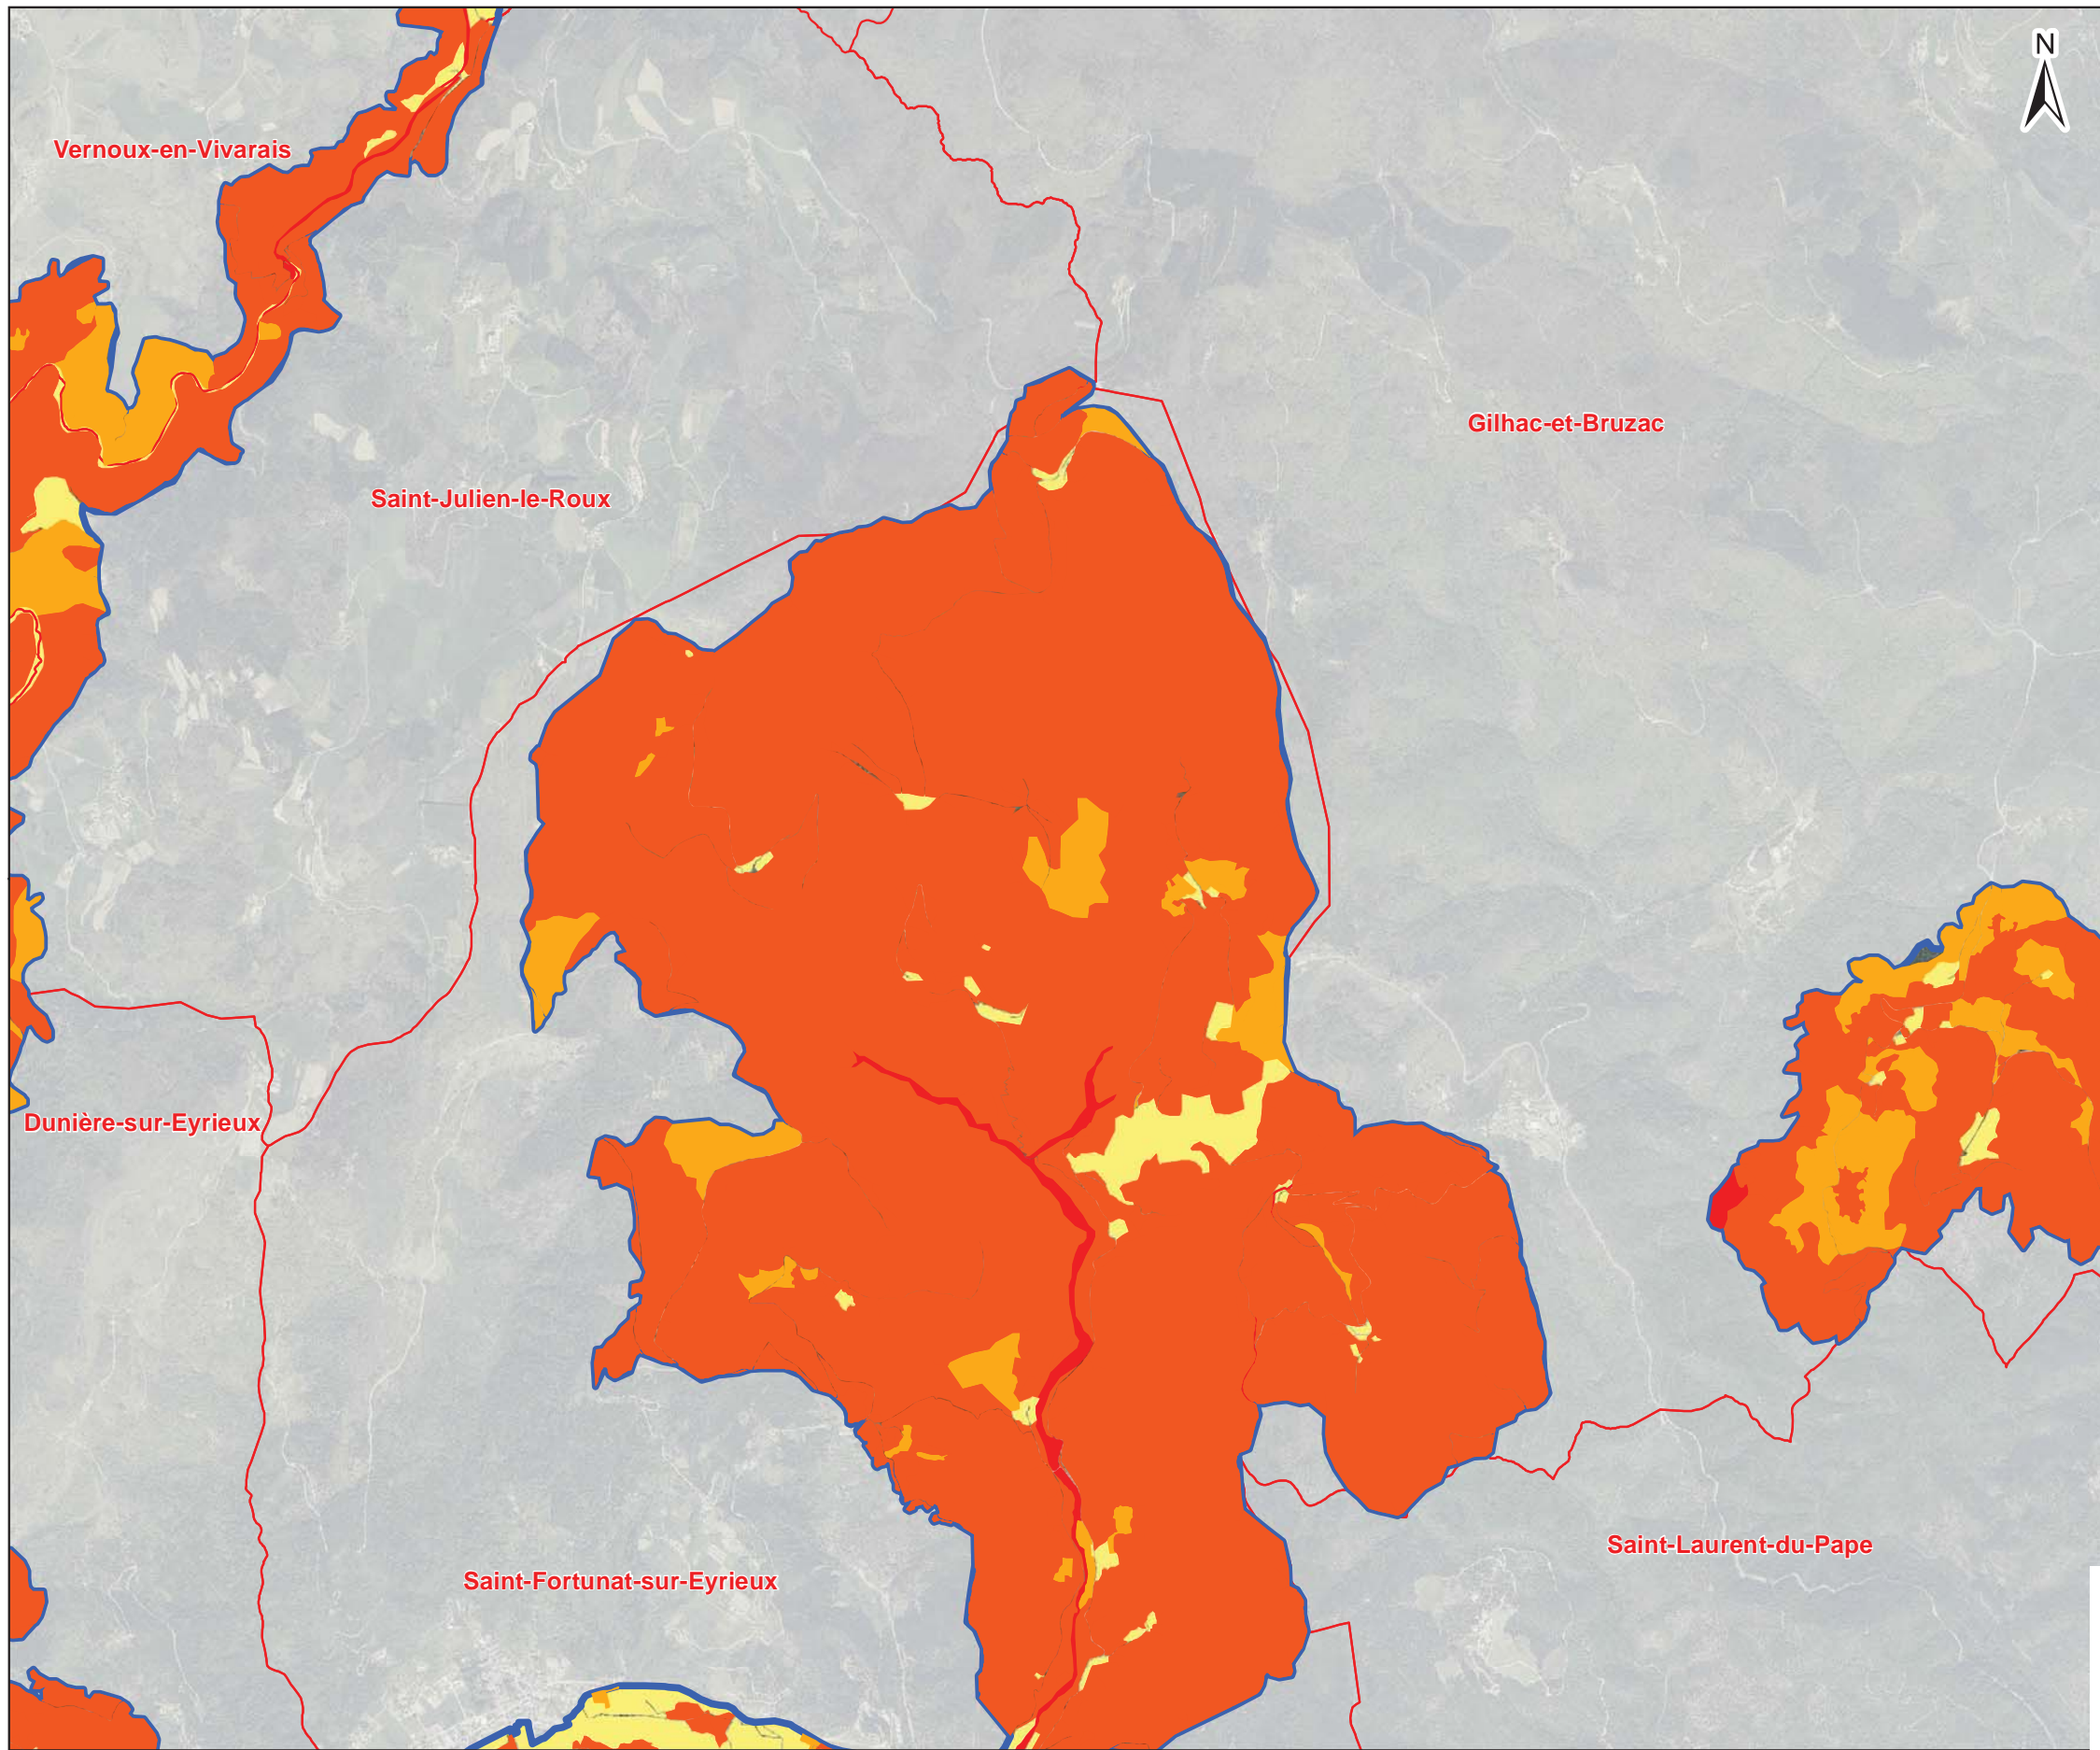 N
Vernoux-en-Vivarais
Gilhac-et-Bruzac
Saint-Julien-le-Roux
Dunière-sur-Eyrieux
Saint-Laurent-du-Pape
Saint-Fortunat-sur-Eyrieux